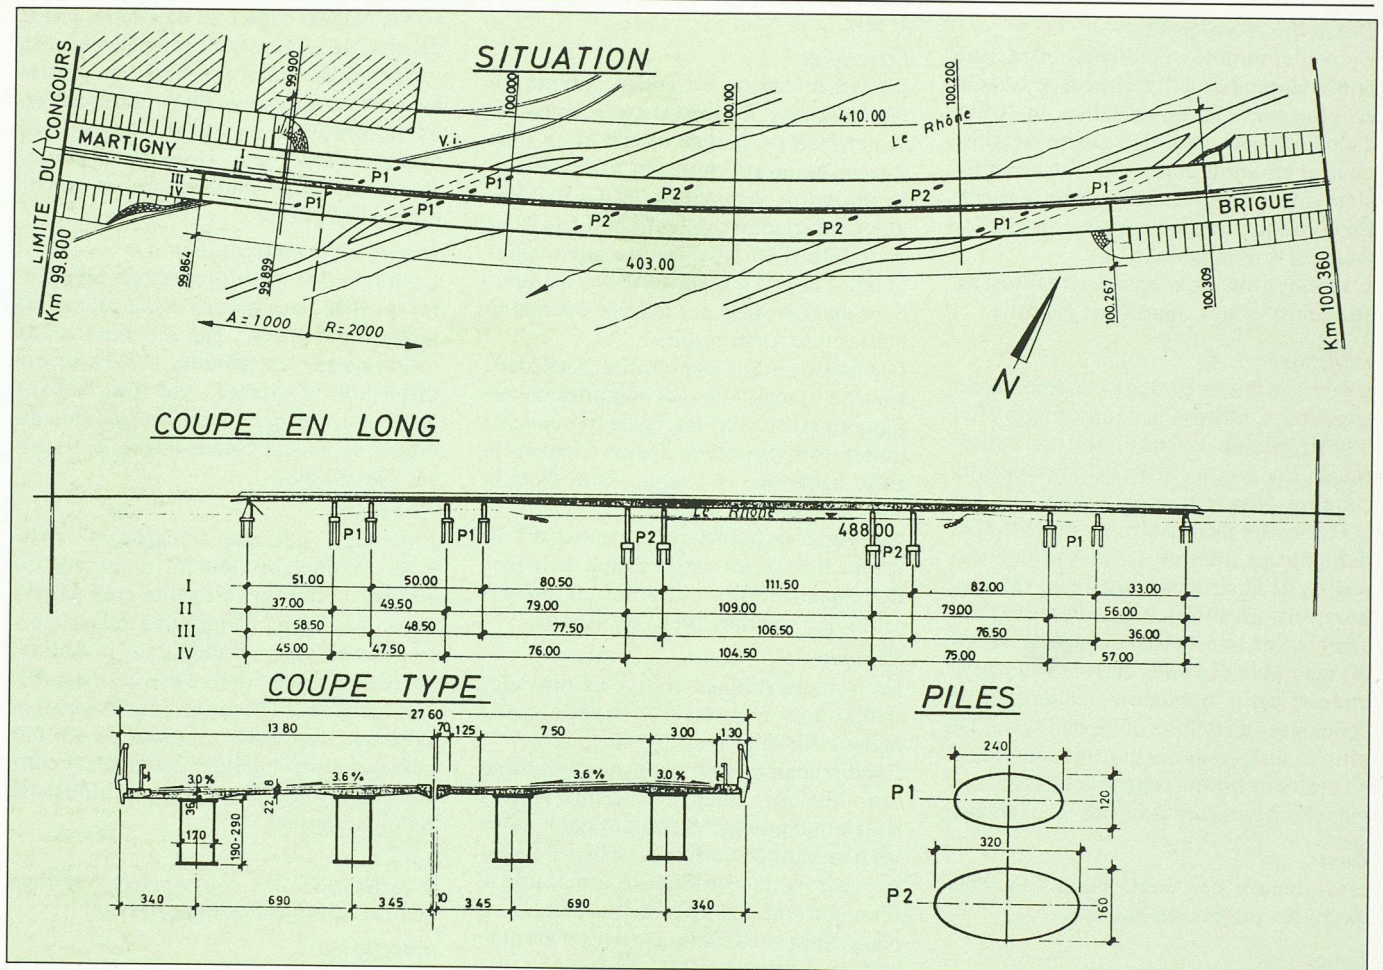 SITUATION
LIMITE DU CONCOURS
Km 99.800
MARTIGNY
99.900
100.000
100.100
100.200
410.00
Le Rhône
V.i.
I
II
III
IV
P1
P1
P2
P2
P1
P1
P1
P2
P2
P1
BRIGUE
99.864
99.899
403.00
100.267
100.309
Km 100.360
A = 1000
R = 2000
N
COUPE EN LONG
Le Rhône
488.00
P1
P1
P2
P2
P1
I 51.00 50.00 80.50 111.50 82.00 33.00
II 37.00 49.50 79.00 109.00 79.00 56.00
III 58.50 48.50 77.50 106.50 76.50 36.00
IV 45.00 47.50 76.00 104.50 75.00 57.00
COUPE TYPE
27 60
13 80 70 125 7 50 3 00 130
3.0 % 3.6 % 3.6 % 3.0 %
36
22
170
190-290
340 690 3 45 10 3 45 690 340
PILES
240
P1
120
320
P2
160